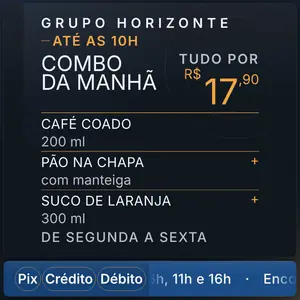 GRUPO HORIZONTE
ATÉ AS 10H
COMBO
DA MANHÃ
TUDO POR
R$ 17,90
CAFÉ COADO
200 ml
PÃO NA CHAPA +
com manteiga
SUCO DE LARANJA +
300 ml
DE SEGUNDA A SEXTA
Pix Crédito Débito h, 11h e 16h ·